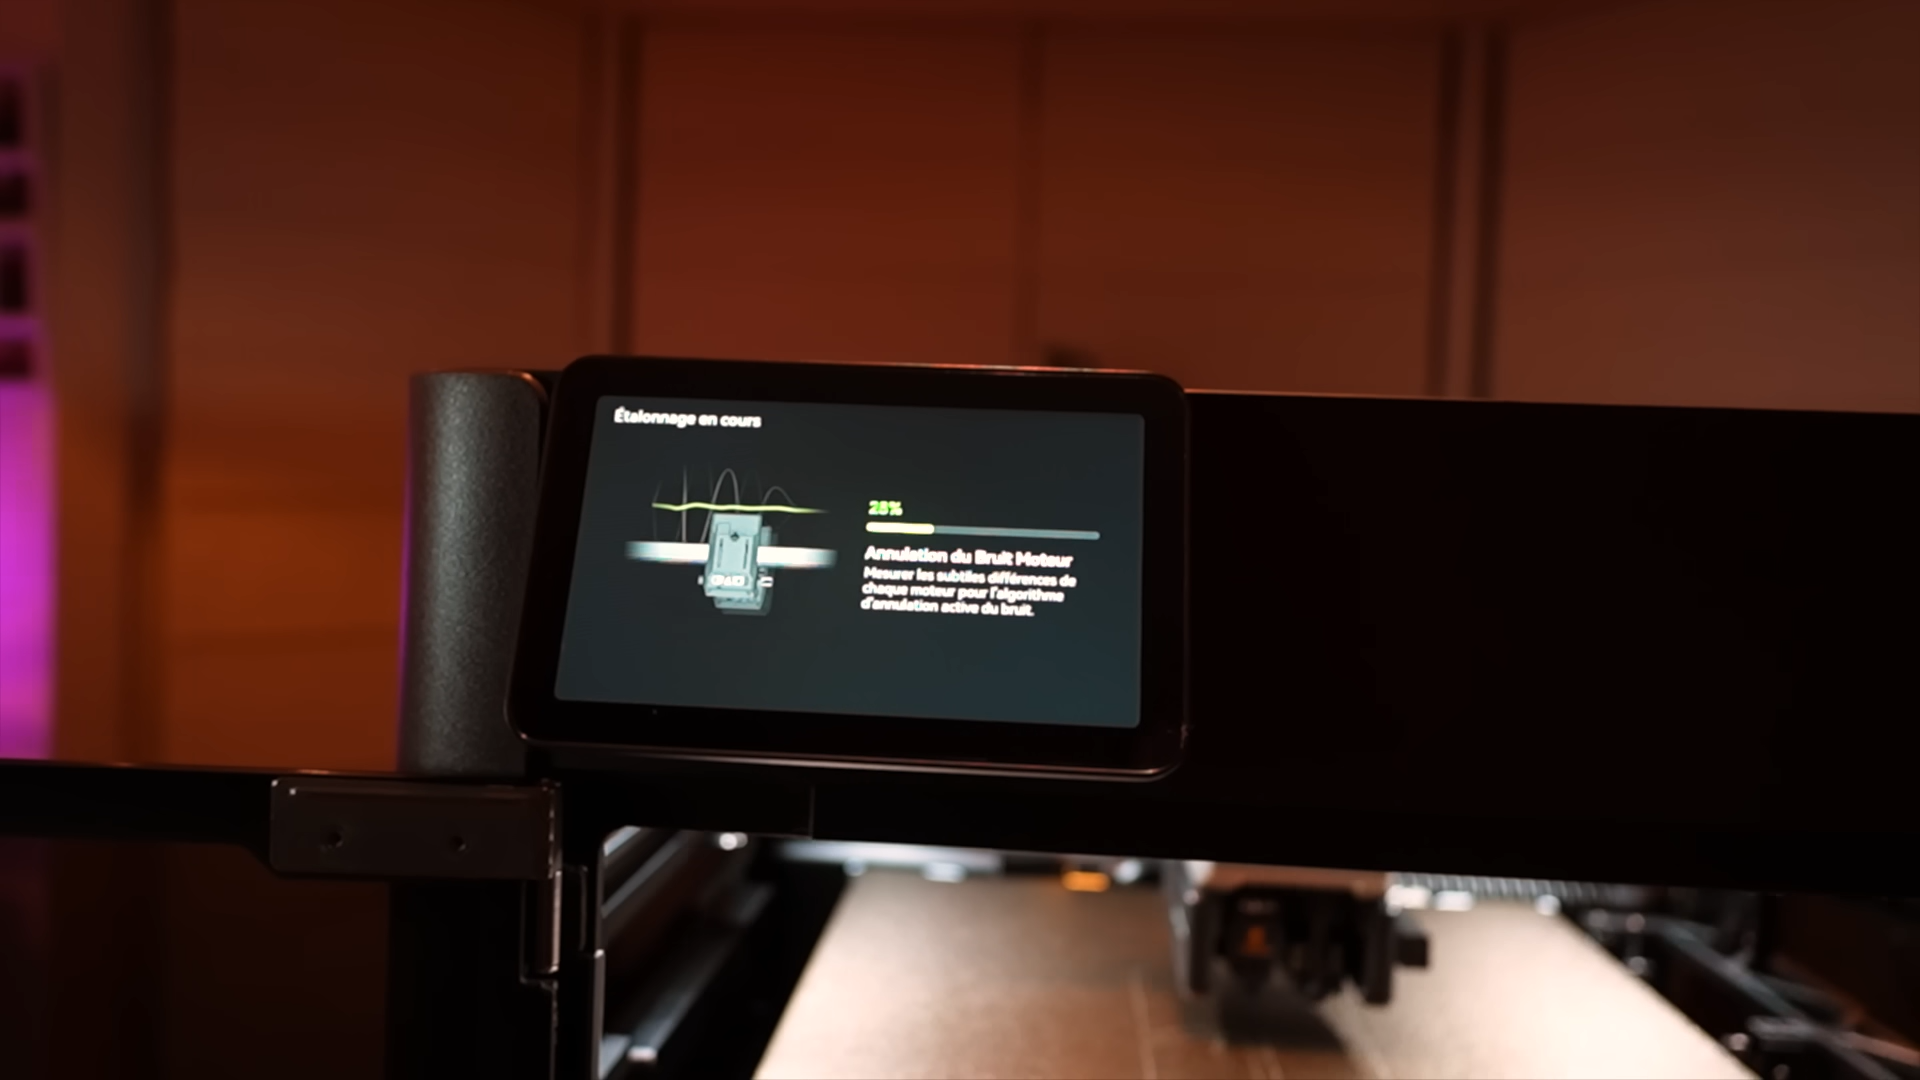 Étalonnage en cours
28%
Annulation du Bruit Moteur
Mesurer les subtiles différences de
chaque moteur pour l'algorithme
d'annulation active du bruit.